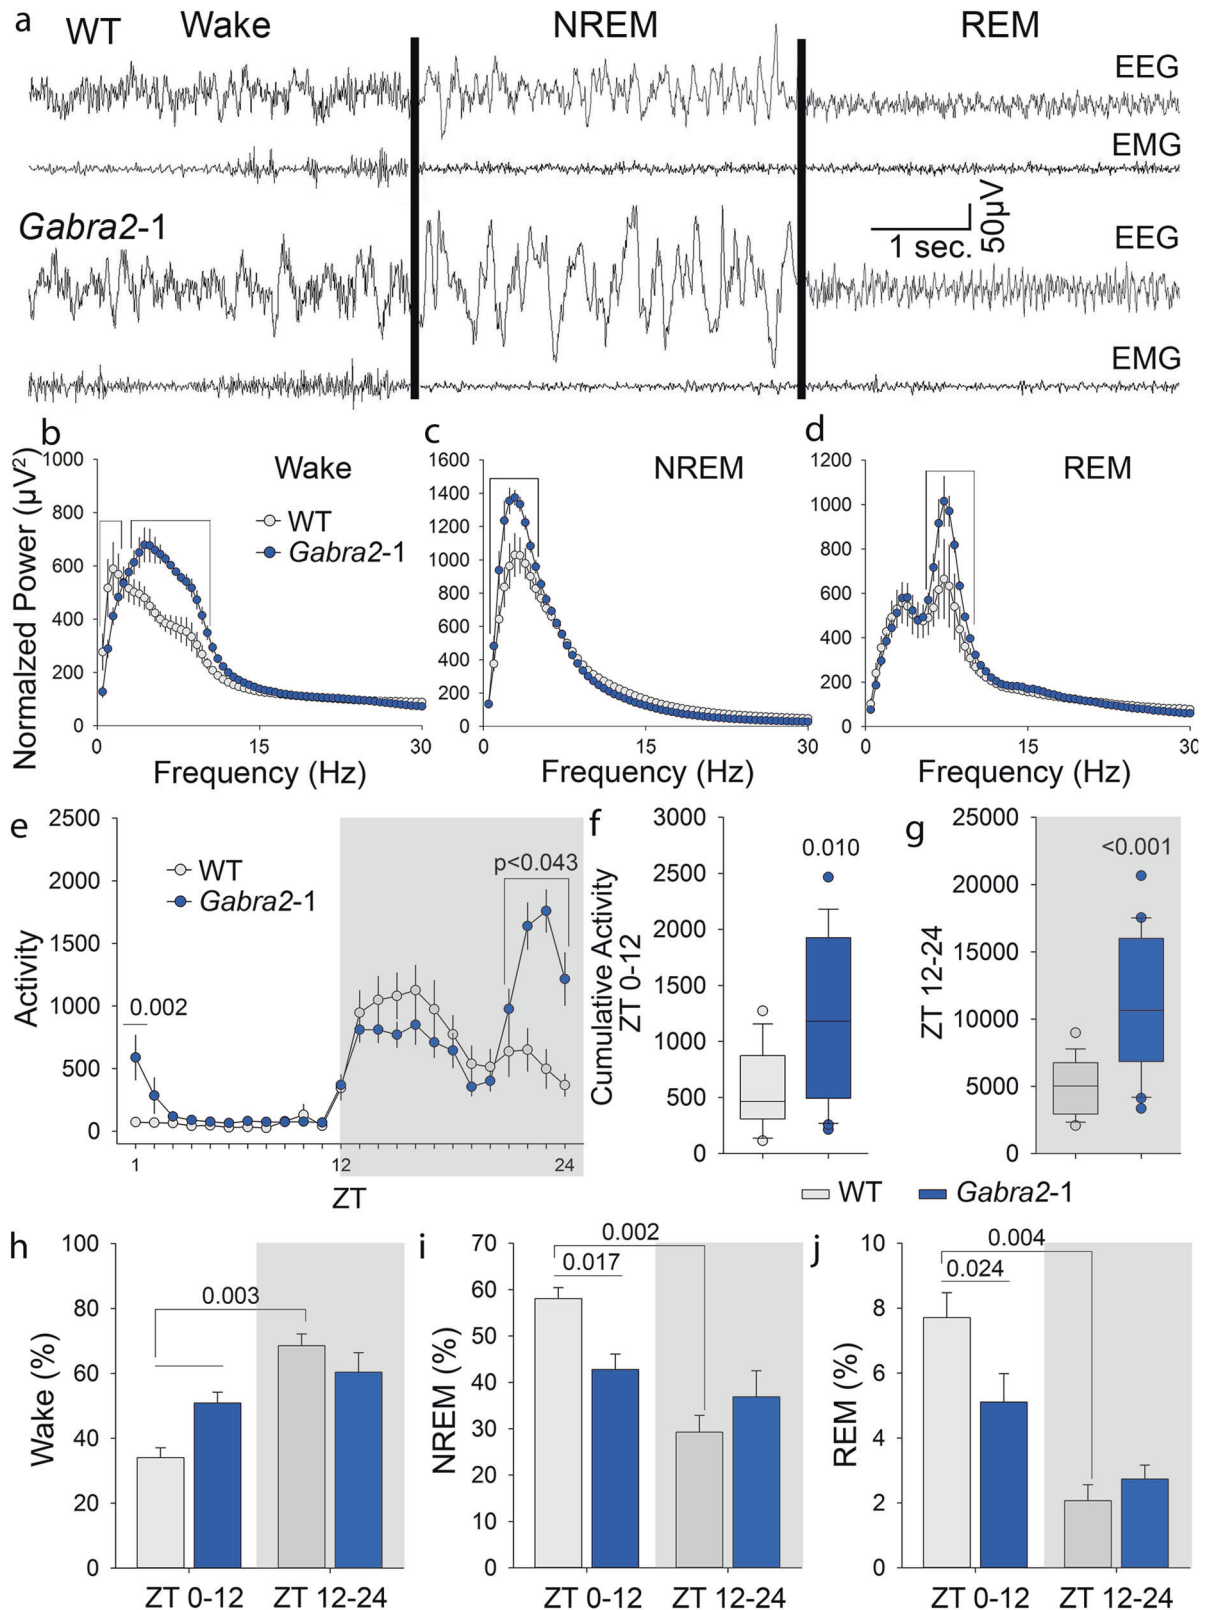 a
WT Wake NREM REM
EEG
EMG
Gabra2-1
1 sec.
50µV
EEG
EMG
b
c
d
Normalzed Power (µV²)
1000
800
600
400
200
0
Wake
WT
Gabra2-1
0 15 30
Frequency (Hz)
1600
1400
1200
1000
800
600
400
200
0
NREM
0 15 30
Frequency (Hz)
1200
1000
800
600
400
200
0
REM
0 15 30
Frequency (Hz)
e
Activity
2500
2000
1500
1000
500
0
WT
Gabra2-1
0.002
p<0.043
1 12 24
ZT
f
Cumulative Activity
ZT 0-12
3000
2500
2000
1500
1000
500
0
0.010
g
ZT 12-24
25000
20000
15000
10000
5000
0
<0.001
WT Gabra2-1
h
Wake (%)
100
80
60
40
20
0
0.003
ZT 0-12 ZT 12-24
i
NREM (%)
70
60
50
40
30
20
10
0
0.002
0.017
ZT 0-12 ZT 12-24
j
REM (%)
10
8
6
4
2
0
0.004
0.024
ZT 0-12 ZT 12-24